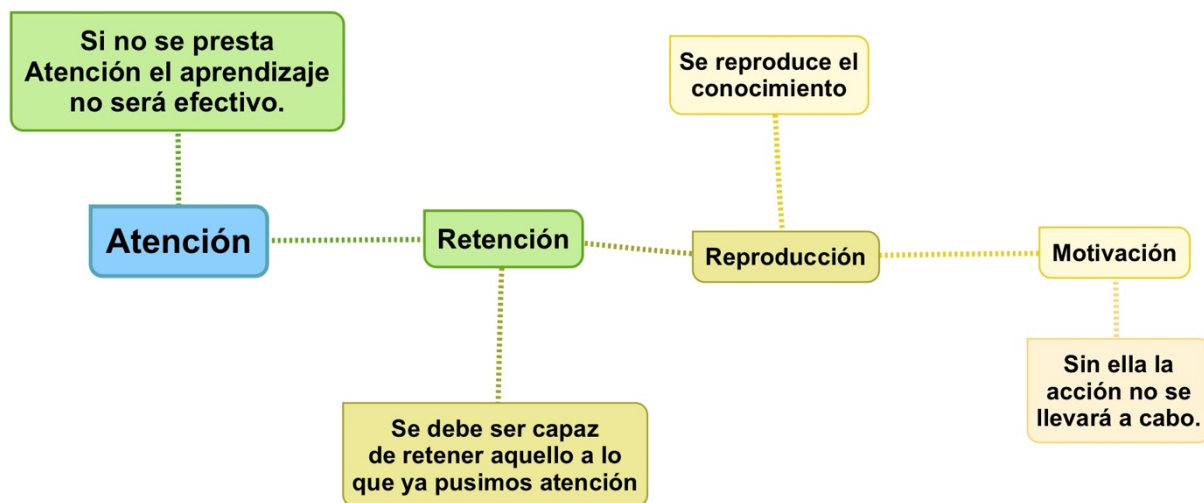 Si no se presta
Atención el aprendizaje
no será efectivo.
Se reproduce el
conocimiento
Atención
Retención
Reproducción
Motivación
Se debe ser capaz
de retener aquello a lo
que ya pusimos atención
Sin ella la
acción no se
llevará a cabo.